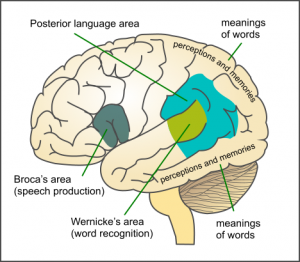 Posterior language area
meanings
of words
perceptions and memories
Broca's area
(speech production)
perceptions and memories
Wernicke's area
(word recognition)
meanings
of words